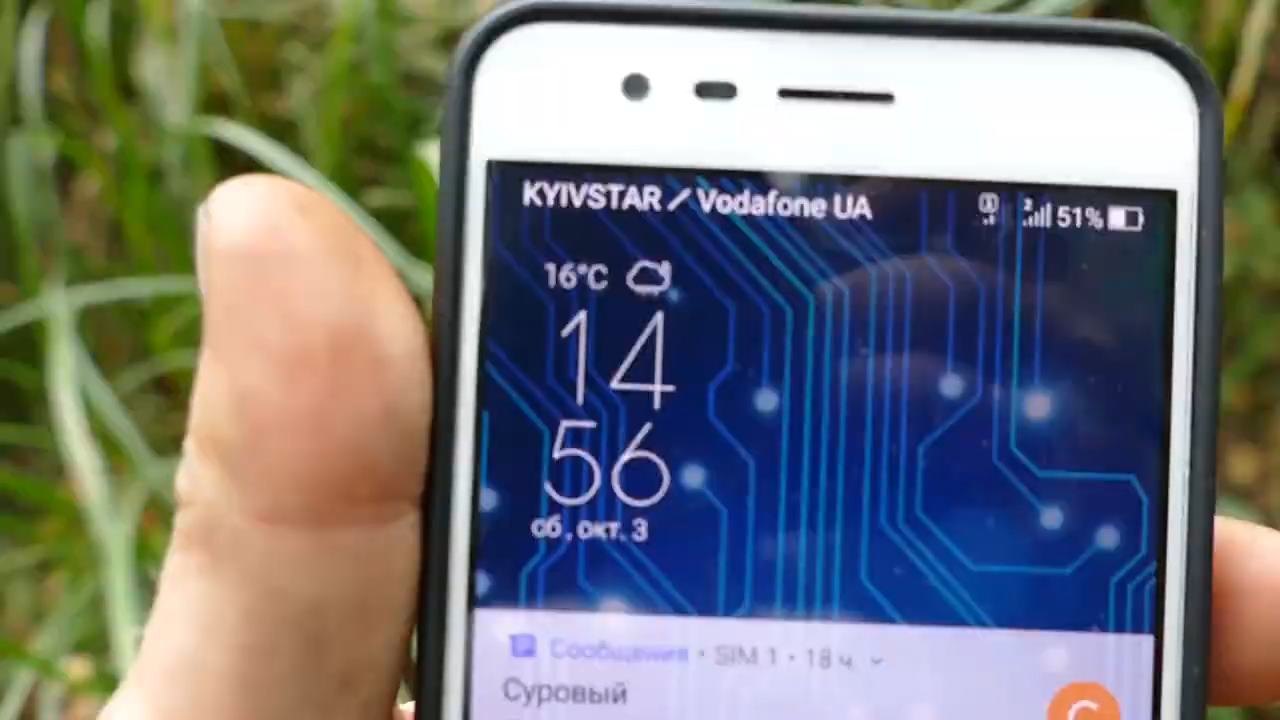 KYIVSTAR / Vodafone UA 51%
16°C
14
56
сб, окт. 3
Сообщения • SIM 1 • 18 ч.
Суровый
С